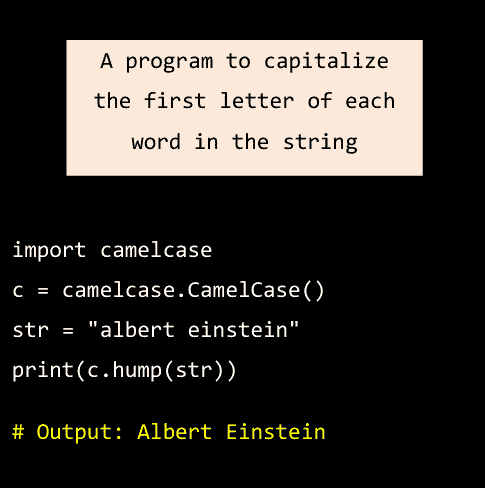 A program to capitalize
the first letter of each
word in the string
import camelcase
c = camelcase.CamelCase()
str = "albert einstein"
print(c.hump(str))
# Output: Albert Einstein